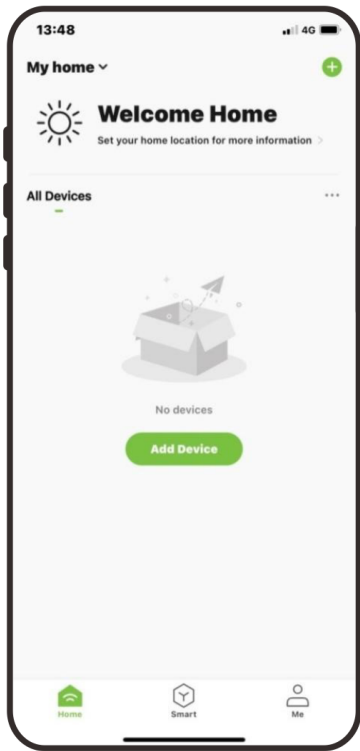 13:48
4G
My home
Welcome Home
Set your home location for more information
All Devices
...
No devices
Add Device
Home
Smart
Me